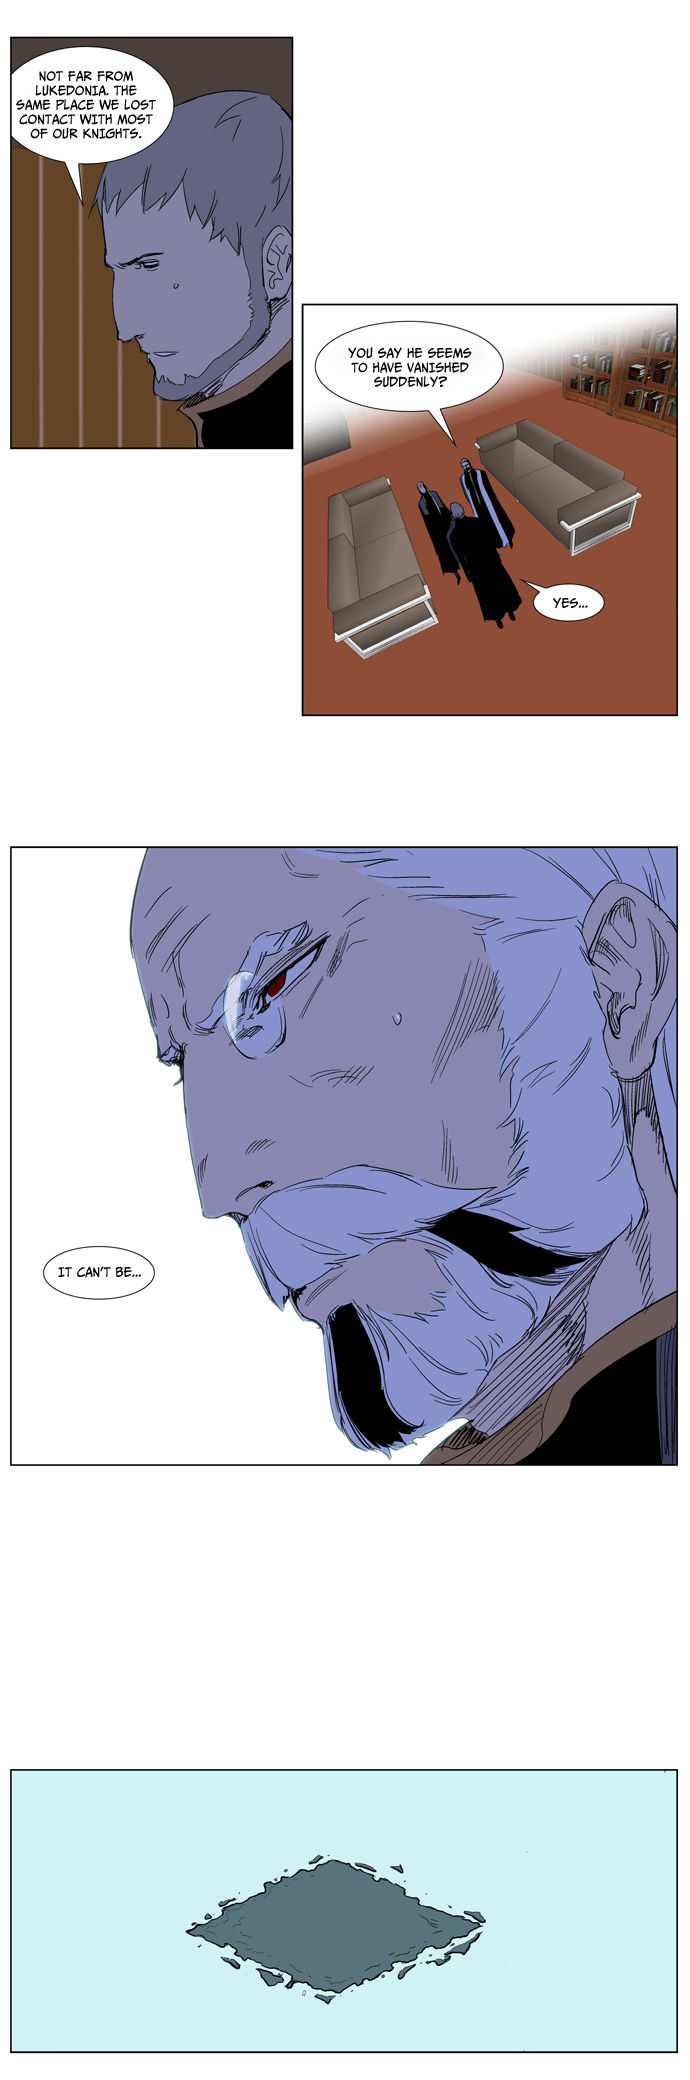 NOT FAR FROM
LUKEDONIA. THE
SAME PLACE WE LOST
CONTACT WITH MOST
OF OUR KNIGHTS.
YOU SAY HE SEEMS
TO HAVE VANISHED
SUDDENLY?
YES...
IT CAN'T BE...